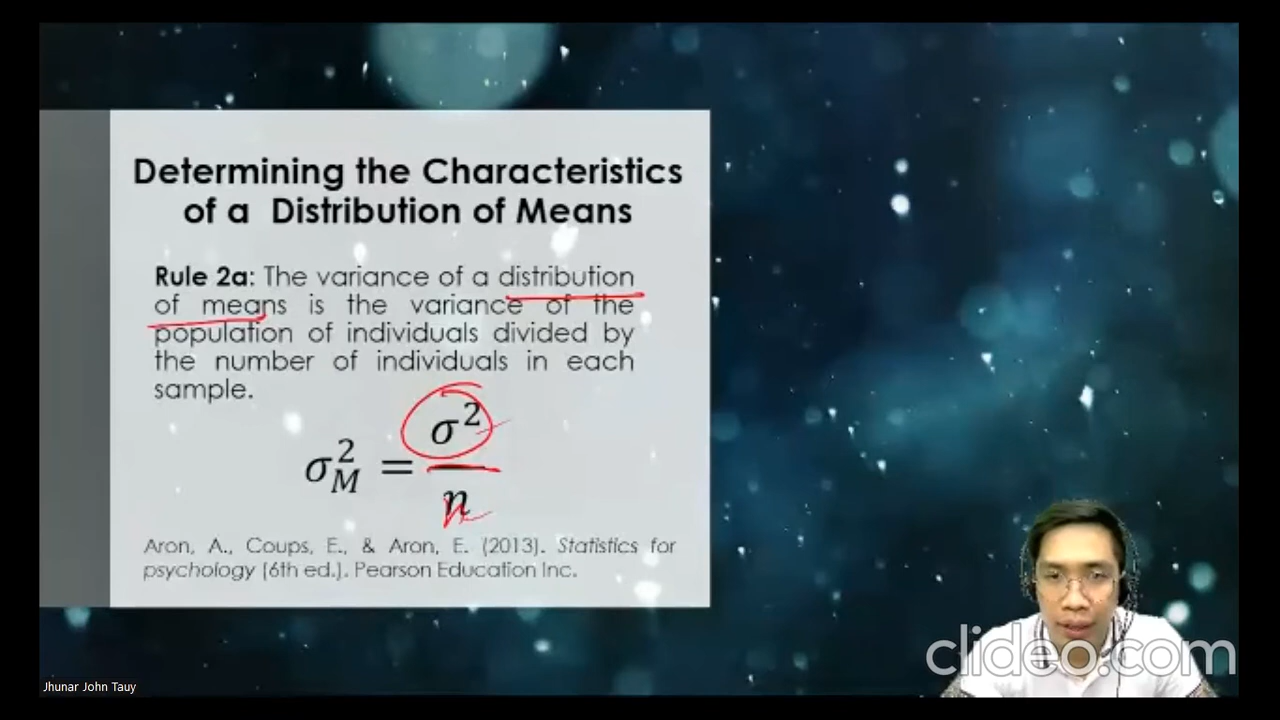 Determining the Characteristics
of a Distribution of Means
Rule 2a: The variance of a distribution
of means is the variance of the
population of individuals divided by
the number of individuals in each
sample.
σ²_M = σ²/n
Aron, A., Coups, E., & Aron, E. (2013). Statistics for
psychology (6th ed.). Pearson Education Inc.
clideo.com
Jhunar John Tauy